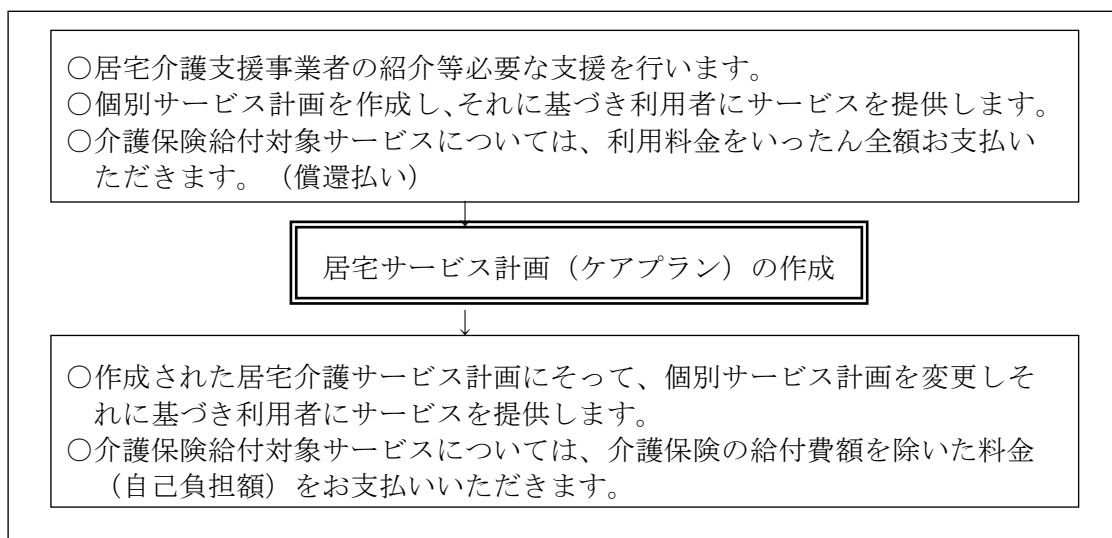 ○居宅介護支援事業者の紹介等必要な支援を行います。
○個別サービス計画を作成し、それに基づき利用者にサービスを提供します。
○介護保険給付対象サービスについては、利用料金をいったん全額お支払い
ただきます。（償還払い）
↓
居宅サービス計画（ケアプラン）の作成
↓
○作成された居宅介護サービス計画にそって、個別サービス計画を変更しそ
れに基づき利用者にサービスを提供します。
○介護保険給付対象サービスについては、介護保険の給付費額を除いた料金
（自己負担額）をお支払いいただきます。